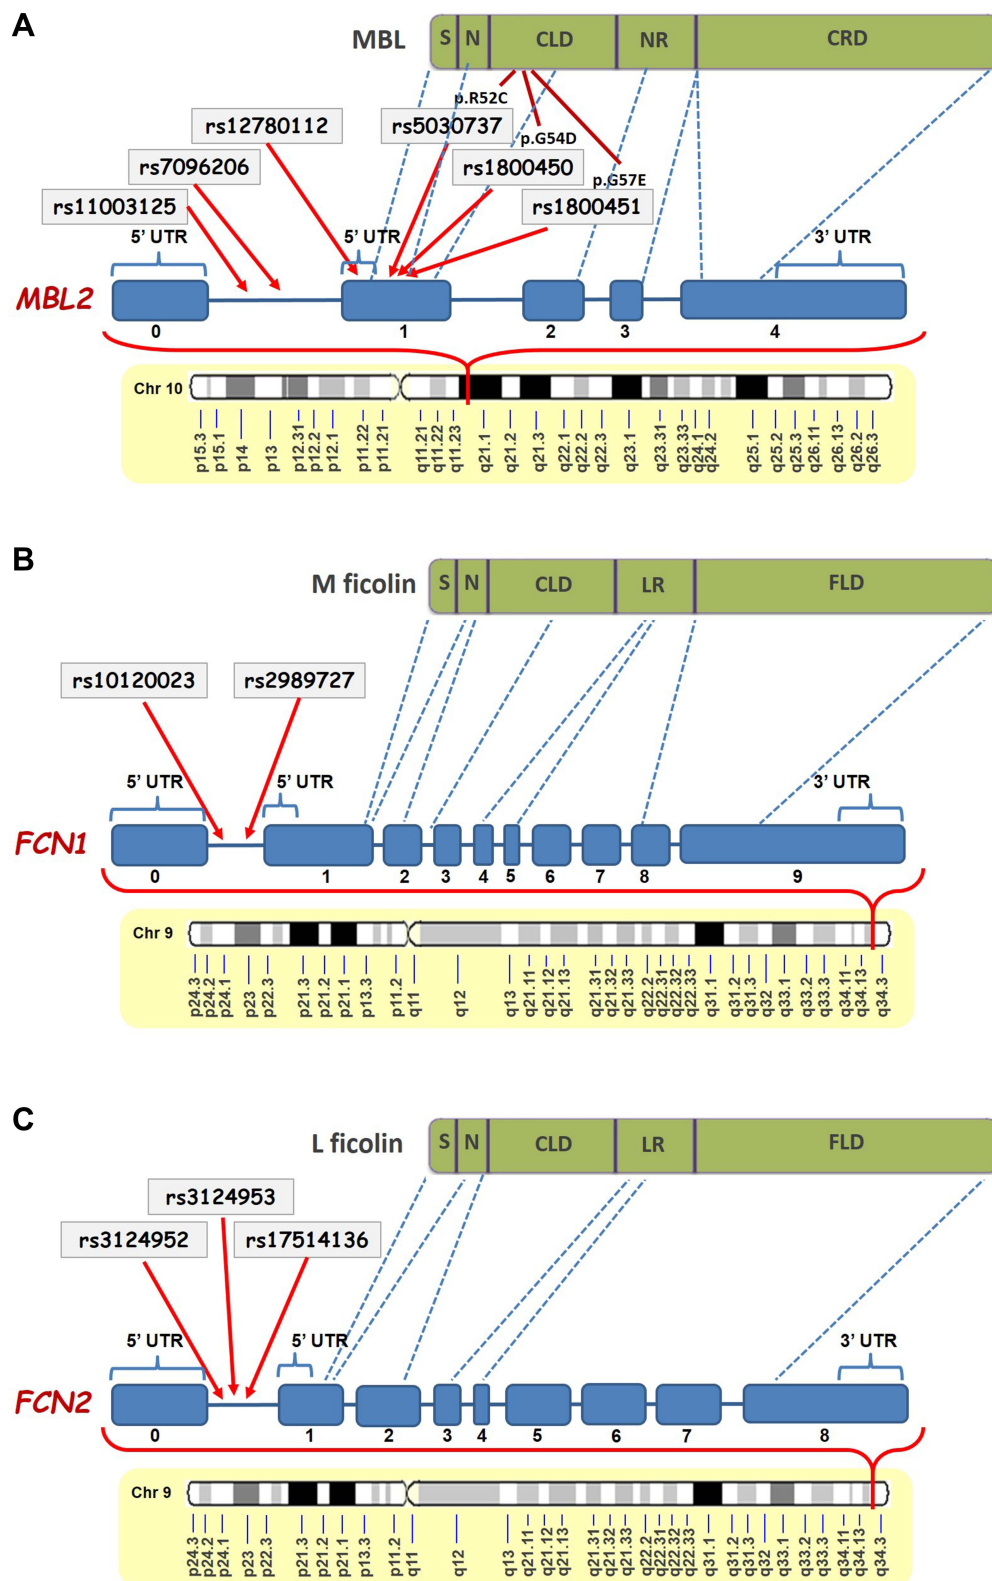 A
MBL
S N CLD NR CRD
p.R52C
rs12780112
rs5030737
p.G54D
rs7096206
rs1800450
p.G57E
rs11003125
rs1800451
5' UTR
5' UTR
3' UTR
MBL2
0 1 2 3 4
Chr 10
p15.3 p15.1 p14 p13 p12.31 p12.2 p12.1 p11.22 p11.21 q11.21 q11.22 q11.23 q21.1 q21.2 q21.3 q22.1 q22.2 q22.3 q23.1 q23.31 q23.33 q24.1 q24.2 q25.1 q25.2 q25.3 q26.11 q26.13 q26.2 q26.3
B
M ficolin
S N CLD LR FLD
rs10120023
rs2989727
5' UTR
5' UTR
3' UTR
FCN1
0 1 2 3 4 5 6 7 8 9
Chr 9
p24.3 p24.2 p24.1 p23 p22.3 p21.3 p21.2 p21.1 p13.3 p11.2 q11 q12 q13 q21.11 q21.12 q21.13 q21.31 q21.32 q21.33 q22.2 q22.31 q22.32 q22.33 q31.1 q31.2 q31.3 q32 q33.1 q33.2 q33.3 q34.11 q34.13 q34.3
C
L ficolin
S N CLD LR FLD
rs3124953
rs3124952
rs17514136
5' UTR
5' UTR
3' UTR
FCN2
0 1 2 3 4 5 6 7 8
Chr 9
p24.3 p24.2 p24.1 p23 p22.3 p21.3 p21.2 p21.1 p13.3 p11.2 q11 q12 q13 q21.11 q21.12 q21.13 q21.31 q21.32 q21.33 q22.2 q22.31 q22.32 q22.33 q31.1 q31.2 q31.3 q32 q33.1 q33.2 q33.3 q34.11 q34.13 q34.3